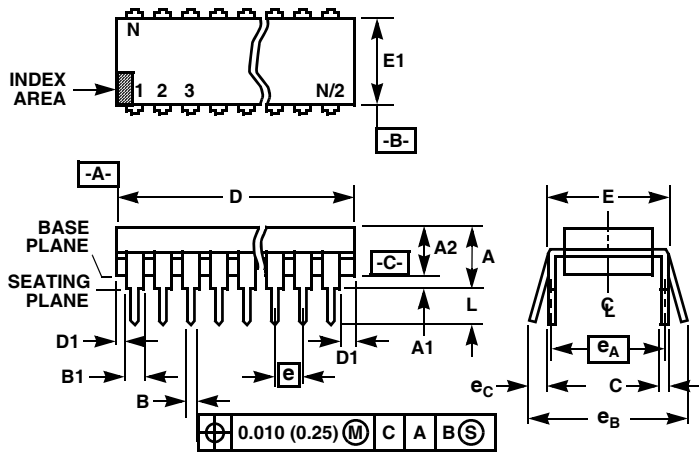 N
E1
INDEX
AREA
1 2 3 N/2
-B-
-A-
D
E
BASE
PLANE
A2
A
-C-
SEATING
PLANE
L
C
L
D1
A1
D1
eA
B1
e
B
eC
C
eB
0.010 (0.25) M C A B S